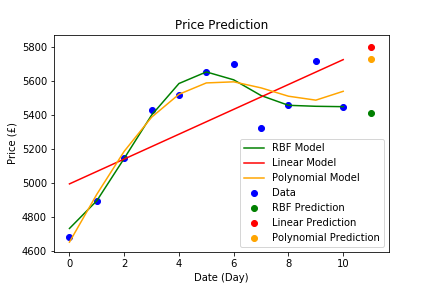 Price Prediction
Price (£)
5800
5600
5400
5200
5000
4800
4600
RBF Model
Linear Model
Polynomial Model
Data
RBF Prediction
Linear Prediction
Polynomial Prediction
0
2
4
6
8
10
Date (Day)